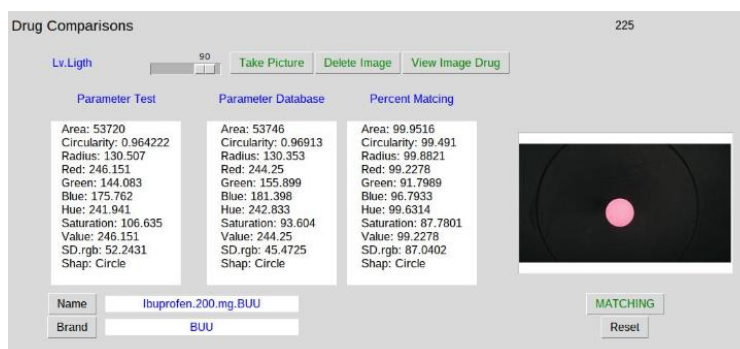 Drug Comparisons
225
Lv.Ligth
90
Take Picture
Delete Image
View Image Drug
Parameter Test
Parameter Database
Percent Matcing
Area: 53720
Circularity: 0.964222
Radius: 130.507
Red: 246.151
Green: 144.083
Blue: 175.762
Hue: 241.941
Saturation: 106.635
Value: 246.151
SD.rgb: 52.2431
Shap: Circle
Area: 53746
Circularity: 0.96913
Radius: 130.353
Red: 244.25
Green: 155.899
Blue: 181.398
Hue: 242.833
Saturation: 93.604
Value: 244.25
SD.rgb: 45.4725
Shap: Circle
Area: 99.9516
Circularity: 99.491
Radius: 99.8821
Red: 99.2278
Green: 91.7989
Blue: 96.7933
Hue: 99.6314
Saturation: 87.7801
Value: 99.2278
SD.rgb: 87.0402
Shap: Circle
Name
Ibuprofen.200.mg.BUU
Brand
BUU
MATCHING
Reset